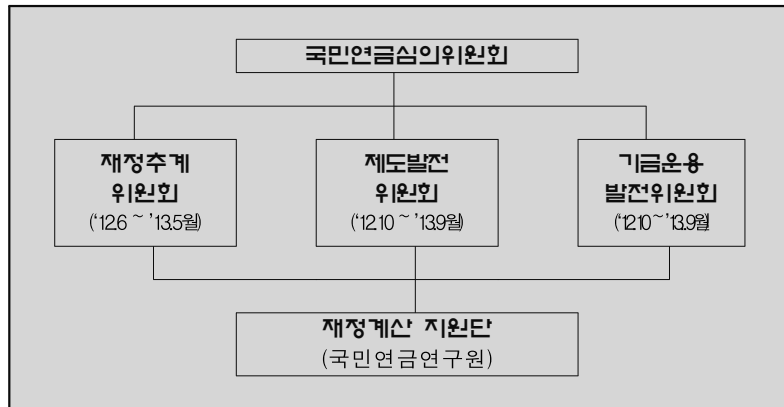 국민연금심의위원회
재정추계
위원회
(‘12.6 ~ ’13.5월)
제도발전
위원회
(‘12.10 ~ ’13.9월)
기금운용
발전위원회
(‘12.10 ~ ’13.9월)
재정계산 지원단
(국민연금연구원)